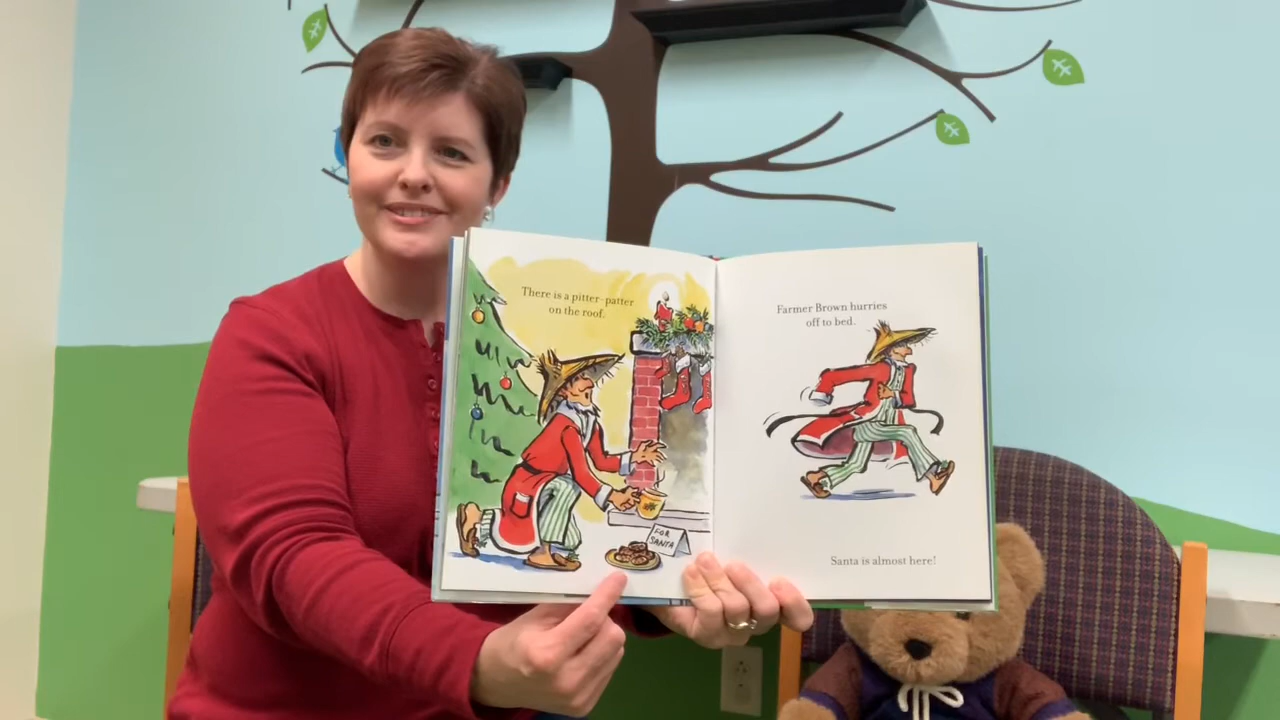 There is a pitter-patter
on the roof.
FOR
SANTA
Farmer Brown hurries
off to bed.
Santa is almost here!